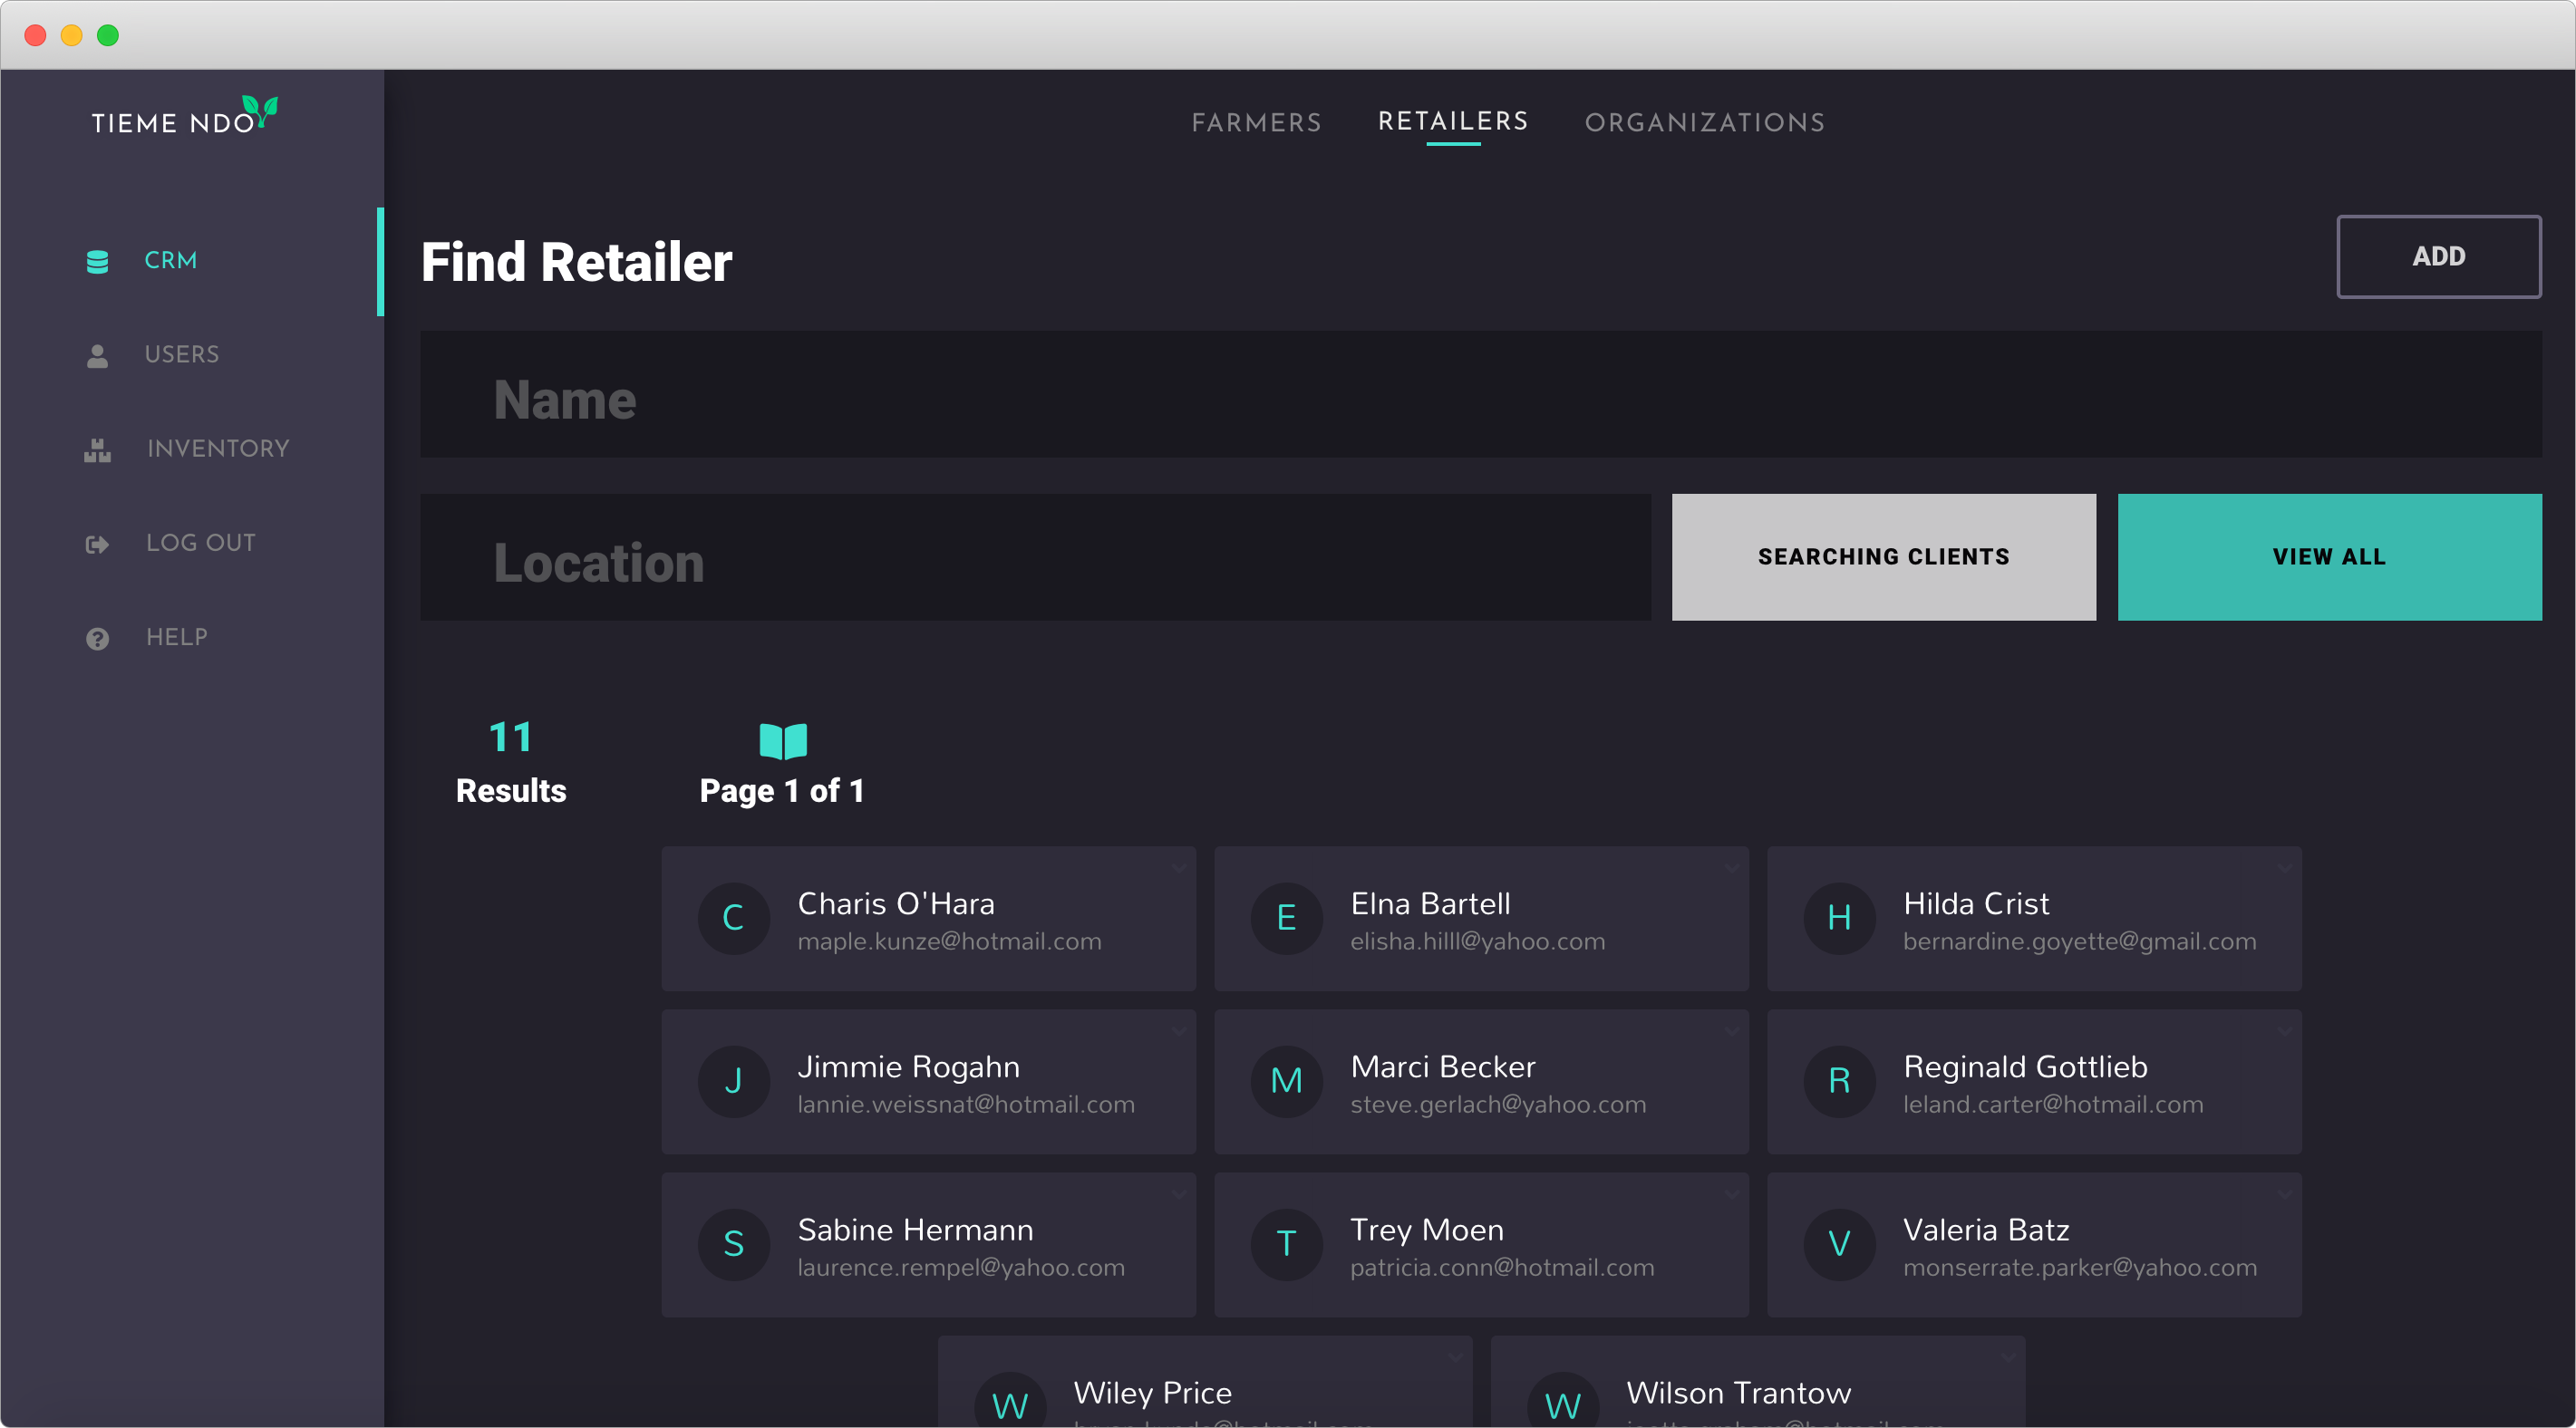 TIEME NDO
FARMERS RETAILERS ORGANIZATIONS
CRM
USERS
INVENTORY
LOG OUT
HELP
Find Retailer
ADD
Name
Location
SEARCHING CLIENTS
VIEW ALL
11
Results
Page 1 of 1
C
Charis O'Hara
maple.kunze@hotmail.com
E
Elna Bartell
elisha.hilll@yahoo.com
H
Hilda Crist
bernardine.goyette@gmail.com
J
Jimmie Rogahn
lannie.weissnat@hotmail.com
M
Marci Becker
steve.gerlach@yahoo.com
R
Reginald Gottlieb
leland.carter@hotmail.com
S
Sabine Hermann
laurence.rempel@yahoo.com
T
Trey Moen
patricia.conn@hotmail.com
V
Valeria Batz
monserrate.parker@yahoo.com
W
Wiley Price
W
Wilson Trantow